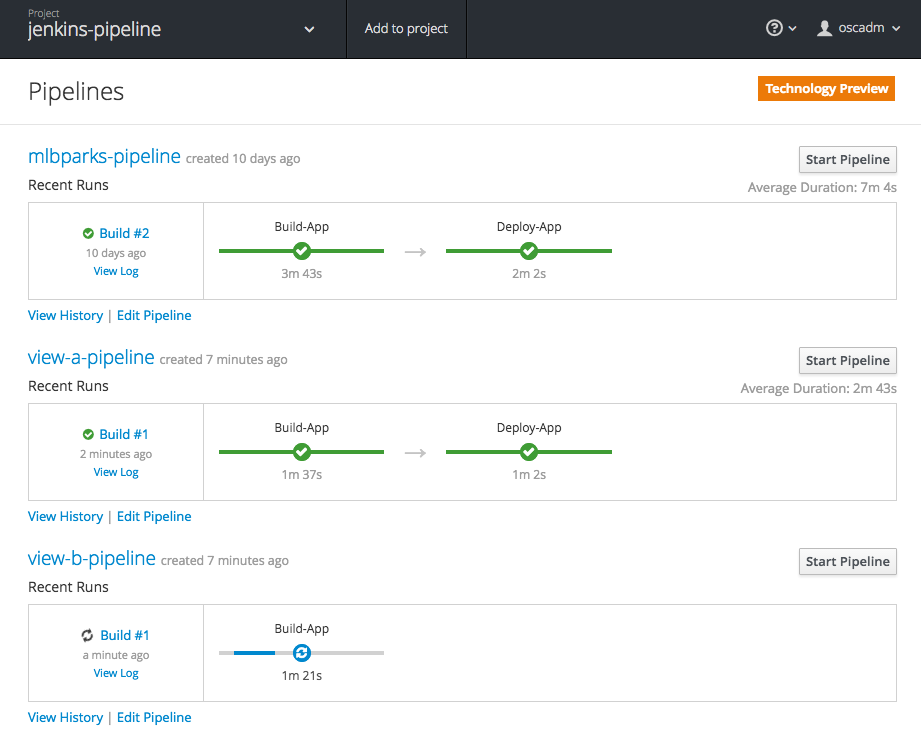 Project
jenkins-pipeline
Add to project
oscadm
Pipelines
Technology Preview
mlbparks-pipeline created 10 days ago
Start Pipeline
Recent Runs
Average Duration: 7m 4s
Build #2
10 days ago
View Log
Build-App
3m 43s
Deploy-App
2m 2s
View History | Edit Pipeline
view-a-pipeline created 7 minutes ago
Start Pipeline
Recent Runs
Average Duration: 2m 43s
Build #1
2 minutes ago
View Log
Build-App
1m 37s
Deploy-App
1m 2s
View History | Edit Pipeline
view-b-pipeline created 7 minutes ago
Start Pipeline
Recent Runs
Build #1
a minute ago
View Log
Build-App
1m 21s
View History | Edit Pipeline